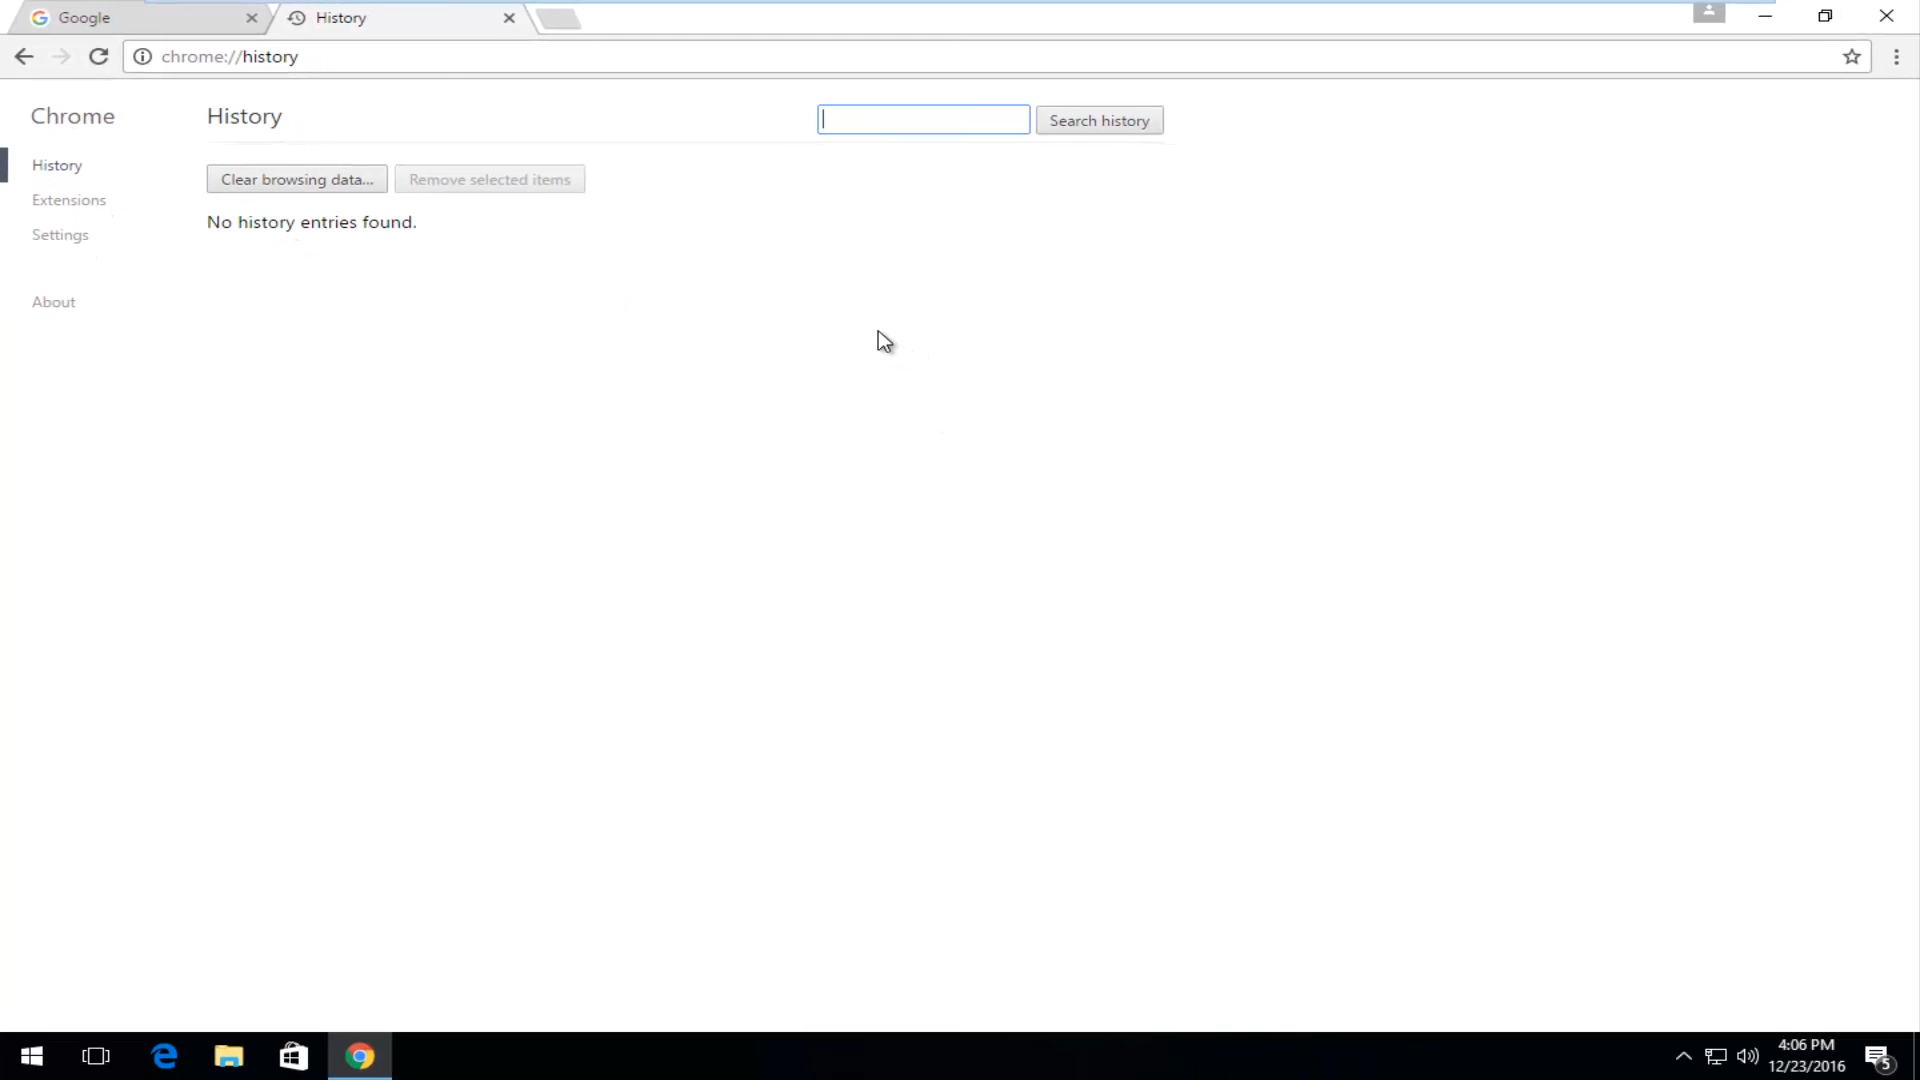 Google
History
chrome://history
Chrome
History
Search history
History
Extensions
Settings
About
Clear browsing data...
Remove selected items
No history entries found.
4:06 PM
12/23/2016
5